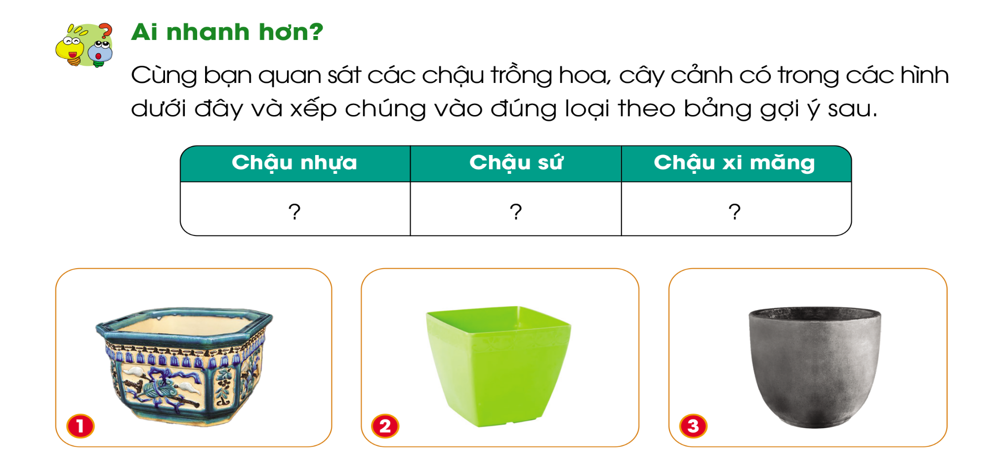 Ai nhanh hơn?
Cùng bạn quan sát các chậu trồng hoa, cây cảnh có trong các hình
dưới đây và xếp chúng vào đúng loại theo bảng gợi ý sau.
Chậu nhựa Chậu sứ Chậu xi măng
? ? ?
1 2 3